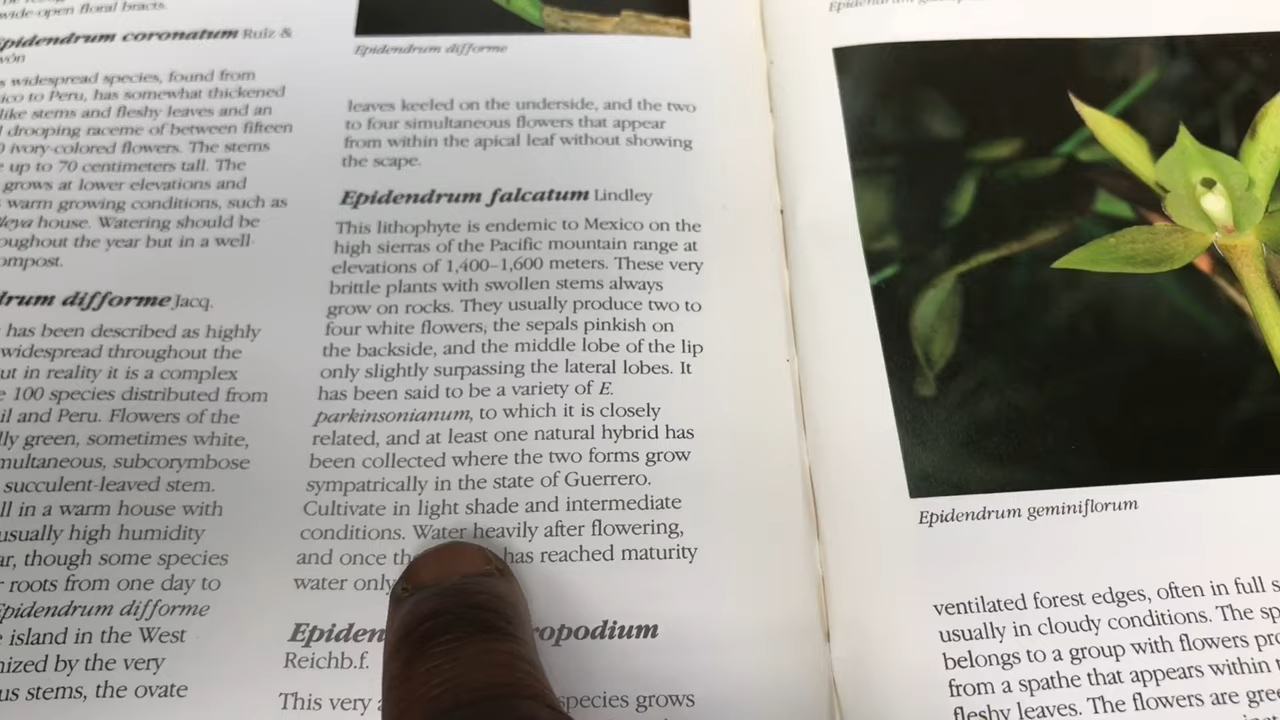 wide-open floral bracts.
Epidendrum coronatum Ruiz &
widespread species, found from
to Peru, has somewhat thickened
like stems and fleshy leaves and an
drooping raceme of between fifteen
ivory-colored flowers. The stems
up to 70 centimeters tall. The
grows at lower elevations and
warm growing conditions, such as
house. Watering should be
oughout the year but in a well-
ompost.
drum difforme Jacq.
has been described as highly
widespread throughout the
ut in reality it is a complex
100 species distributed from
il and Peru. Flowers of the
lly green, sometimes white,
multaneous, subcorymbose
succulent-leaved stem.
ll in a warm house with
usually high humidity
ar, though some species
roots from one day to
Epidendrum difforme
island in the West
nized by the very
us stems, the ovate
Epidendrum difforme
leaves keeled on the underside, and the two
to four simultaneous flowers that appear
from within the apical leaf without showing
the scape.
Epidendrum falcatum Lindley
This lithophyte is endemic to Mexico on the
high sierras of the Pacific mountain range at
elevations of 1,400–1,600 meters. These very
brittle plants with swollen stems always
grow on rocks. They usually produce two to
four white flowers, the sepals pinkish on
the backside, and the middle lobe of the lip
only slightly surpassing the lateral lobes. It
has been said to be a variety of E.
parkinsonianum, to which it is closely
related, and at least one natural hybrid has
been collected where the two forms grow
sympatrically in the state of Guerrero.
Cultivate in light shade and intermediate
conditions. Water heavily after flowering,
and once th has reached maturity
water only
Epiden ropodium
Reichb.f.
This very species grows
Epidendrum geminiflorum
ventilated forest edges, often in full s
usually in cloudy conditions. The sp
belongs to a group with flowers pro
from a spathe that appears within
fleshy leaves. The flowers are gree